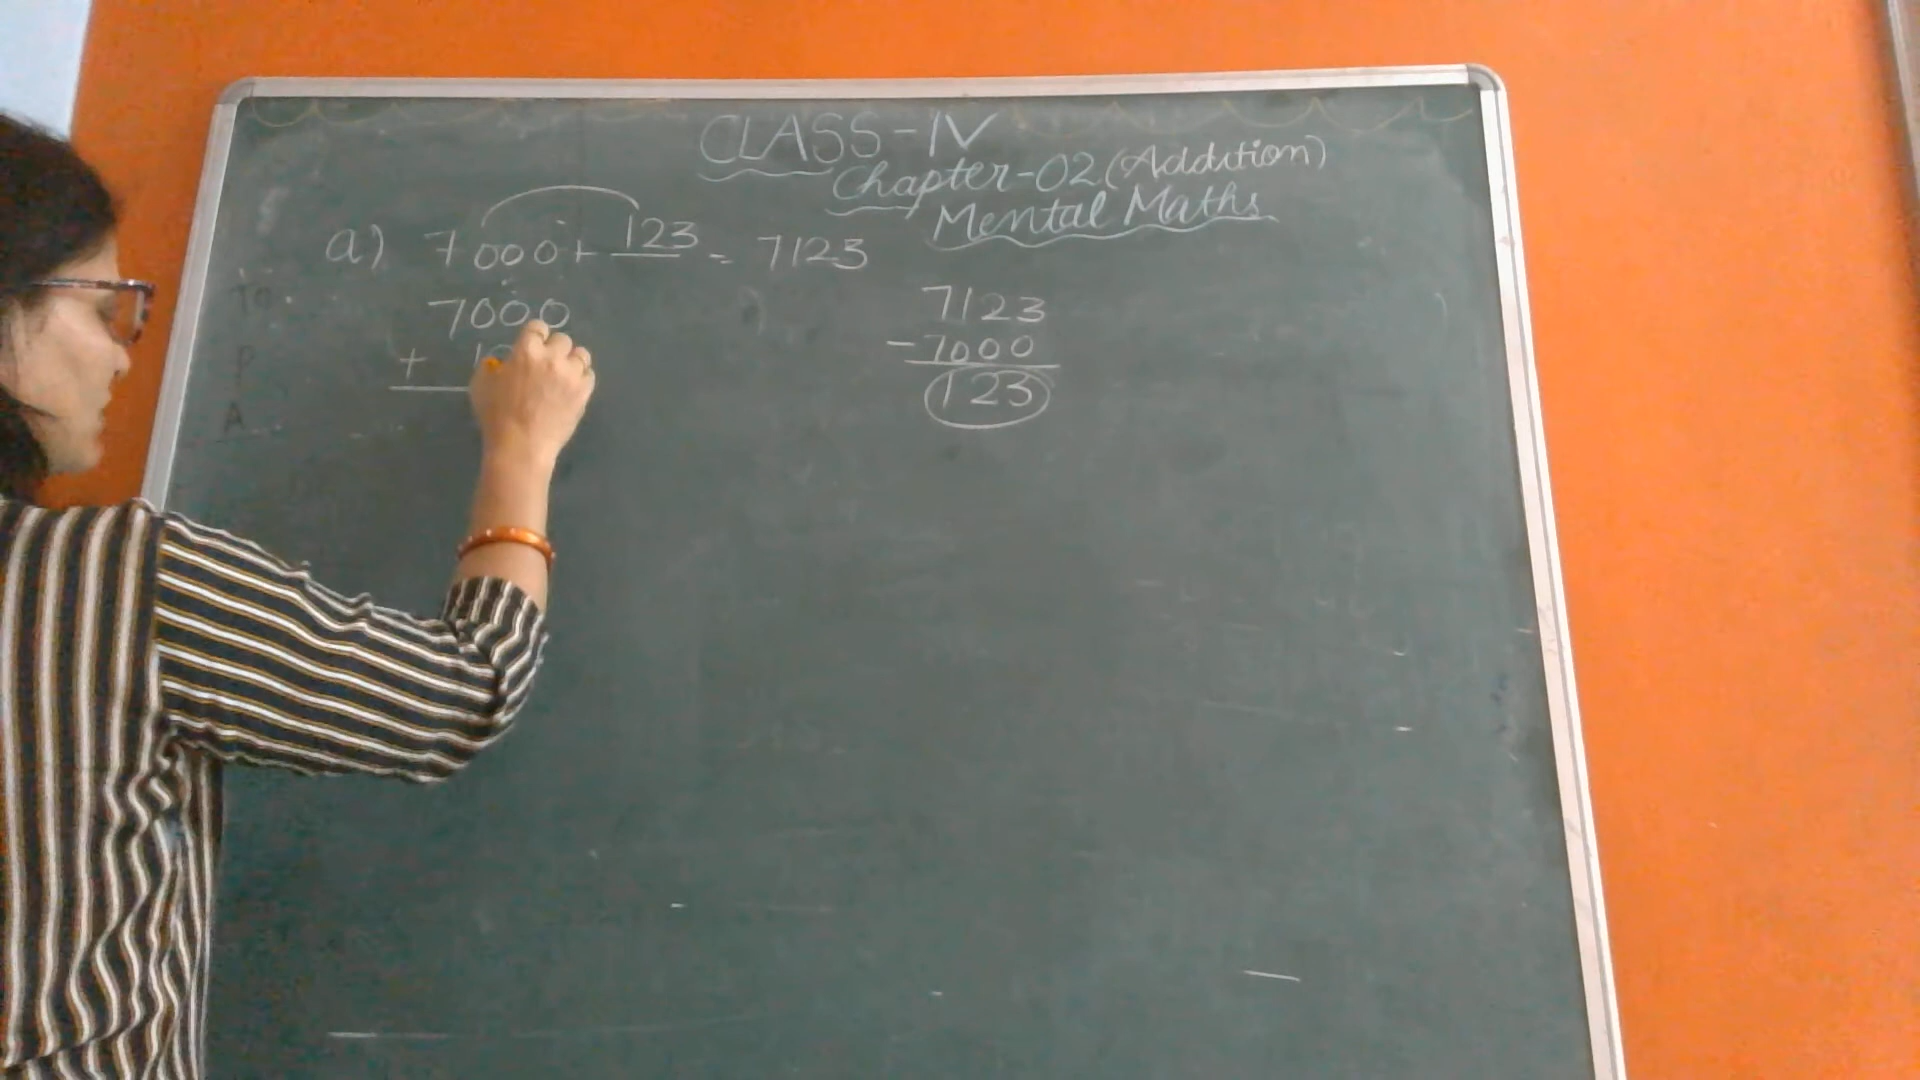 CLASS-IV
Chapter-02 (Addition)
Mental Maths
a) 7000+ 123 = 7123
7000
+ 1
7123
-7000
123